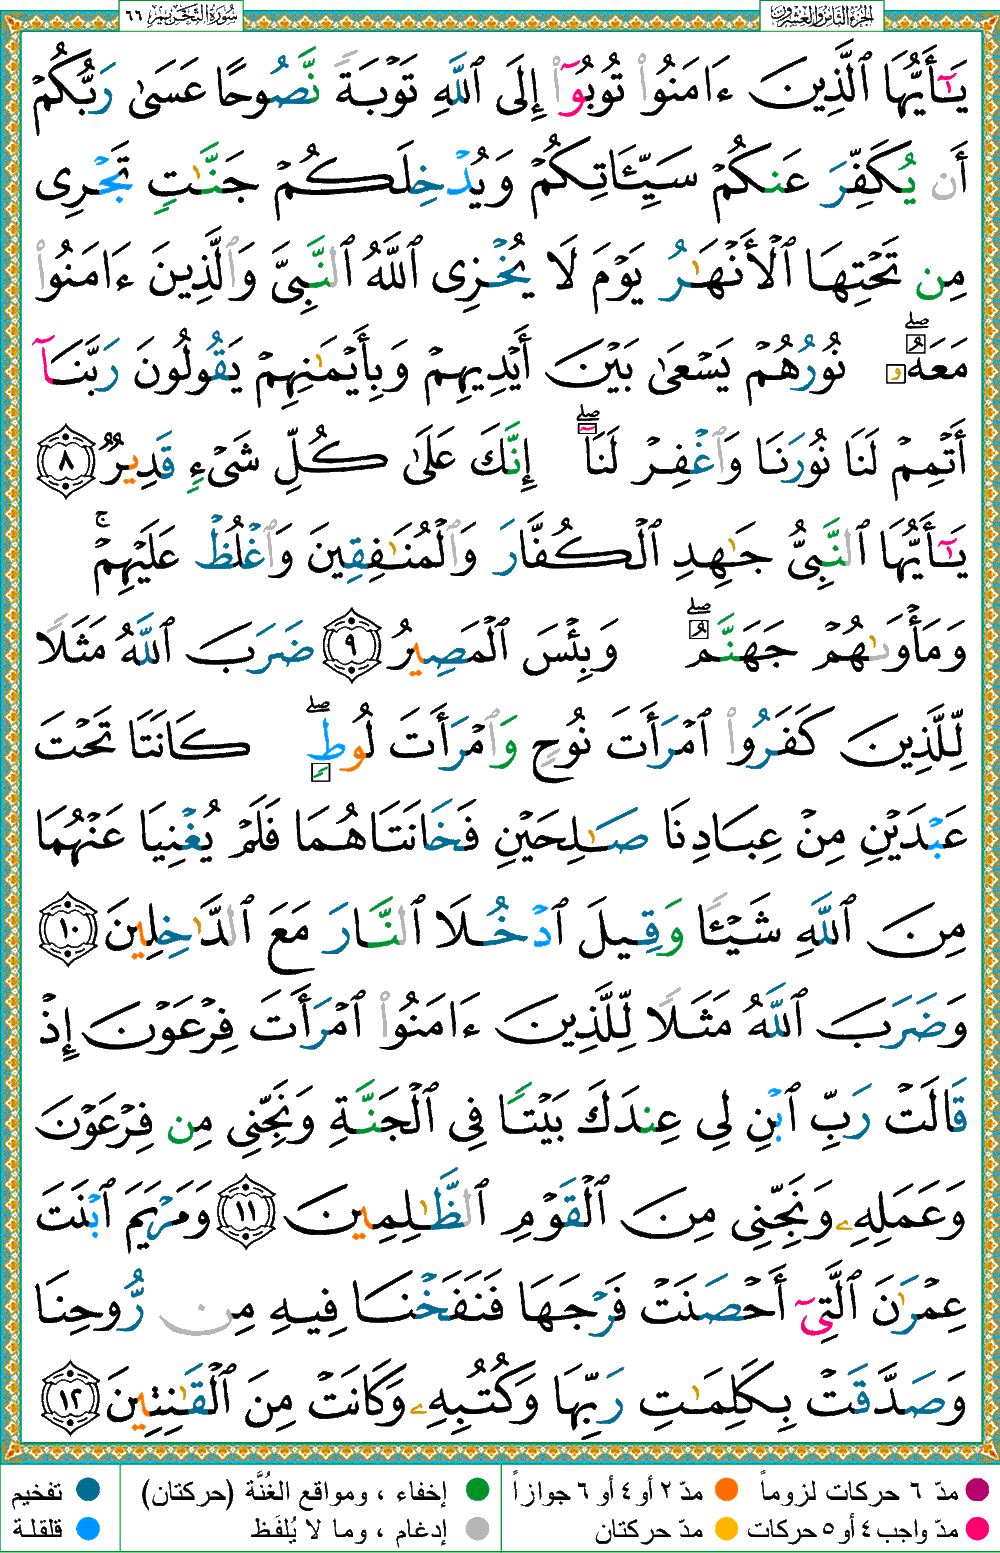 سُورَةُ التَّحْرِيم ٦٦
الجزء الثامن والعشرون
يَـٰٓأَيُّهَا ٱلَّذِينَ ءَامَنُوا۟ تُوبُوٓا۟ إِلَى ٱللَّهِ تَوْبَةً نَّصُوحًا عَسَىٰ رَبُّكُمْ
أَن يُكَفِّرَ عَنكُمْ سَيِّـَٔاتِكُمْ وَيُدْخِلَكُمْ جَنَّـٰتٍ تَجْرِى
مِن تَحْتِهَا ٱلْأَنْهَـٰرُ يَوْمَ لَا يُخْزِى ٱللَّهُ ٱلنَّبِىَّ وَٱلَّذِينَ ءَامَنُوا۟
مَعَهُۥ ۖ نُورُهُمْ يَسْعَىٰ بَيْنَ أَيْدِيهِمْ وَبِأَيْمَـٰنِهِمْ يَقُولُونَ رَبَّنَآ
أَتْمِمْ لَنَا نُورَنَا وَٱغْفِرْ لَنَآ ۖ إِنَّكَ عَلَىٰ كُلِّ شَىْءٍ قَدِيرٌ ٨
يَـٰٓأَيُّهَا ٱلنَّبِىُّ جَـٰهِدِ ٱلْكُفَّارَ وَٱلْمُنَـٰفِقِينَ وَٱغْلُظْ عَلَيْهِمْ ۚ
وَمَأْوَىٰهُمْ جَهَنَّمُ ۖ وَبِئْسَ ٱلْمَصِيرُ ٩ ضَرَبَ ٱللَّهُ مَثَلًا
لِّلَّذِينَ كَفَرُوا۟ ٱمْرَأَتَ نُوحٍ وَٱمْرَأَتَ لُوطٍ ۖ كَانَتَا تَحْتَ
عَبْدَيْنِ مِنْ عِبَادِنَا صَـٰلِحَيْنِ فَخَانَتَاهُمَا فَلَمْ يُغْنِيَا عَنْهُمَا
مِنَ ٱللَّهِ شَيْـًٔا وَقِيلَ ٱدْخُلَا ٱلنَّارَ مَعَ ٱلدَّٰخِلِينَ ١٠
وَضَرَبَ ٱللَّهُ مَثَلًا لِّلَّذِينَ ءَامَنُوا۟ ٱمْرَأَتَ فِرْعَوْنَ إِذْ
قَالَتْ رَبِّ ٱبْنِ لِى عِندَكَ بَيْتًا فِى ٱلْجَنَّةِ وَنَجِّنِى مِن فِرْعَوْنَ
وَعَمَلِهِۦ وَنَجِّنِى مِنَ ٱلْقَوْمِ ٱلظَّـٰلِمِينَ ١١ وَمَرْيَمَ ٱبْنَتَ
عِمْرَٰنَ ٱلَّتِىٓ أَحْصَنَتْ فَرْجَهَا فَنَفَخْنَا فِيهِ مِن رُّوحِنَا
وَصَدَّقَتْ بِكَلِمَـٰتِ رَبِّهَا وَكُتُبِهِۦ وَكَانَتْ مِنَ ٱلْقَـٰنِتِينَ ١٢
مدّ ٦ حركات لزوماً
مدّ ٢ أو ٤ أو ٦ جوازاً
إخفاء ، ومواقع الغُنَّة (حركتان)
تفخيم
مدّ واجب ٤ أو ٥ حركات
مدّ حركتان
إدغام ، وما لا يُلفَظ
قلقلة